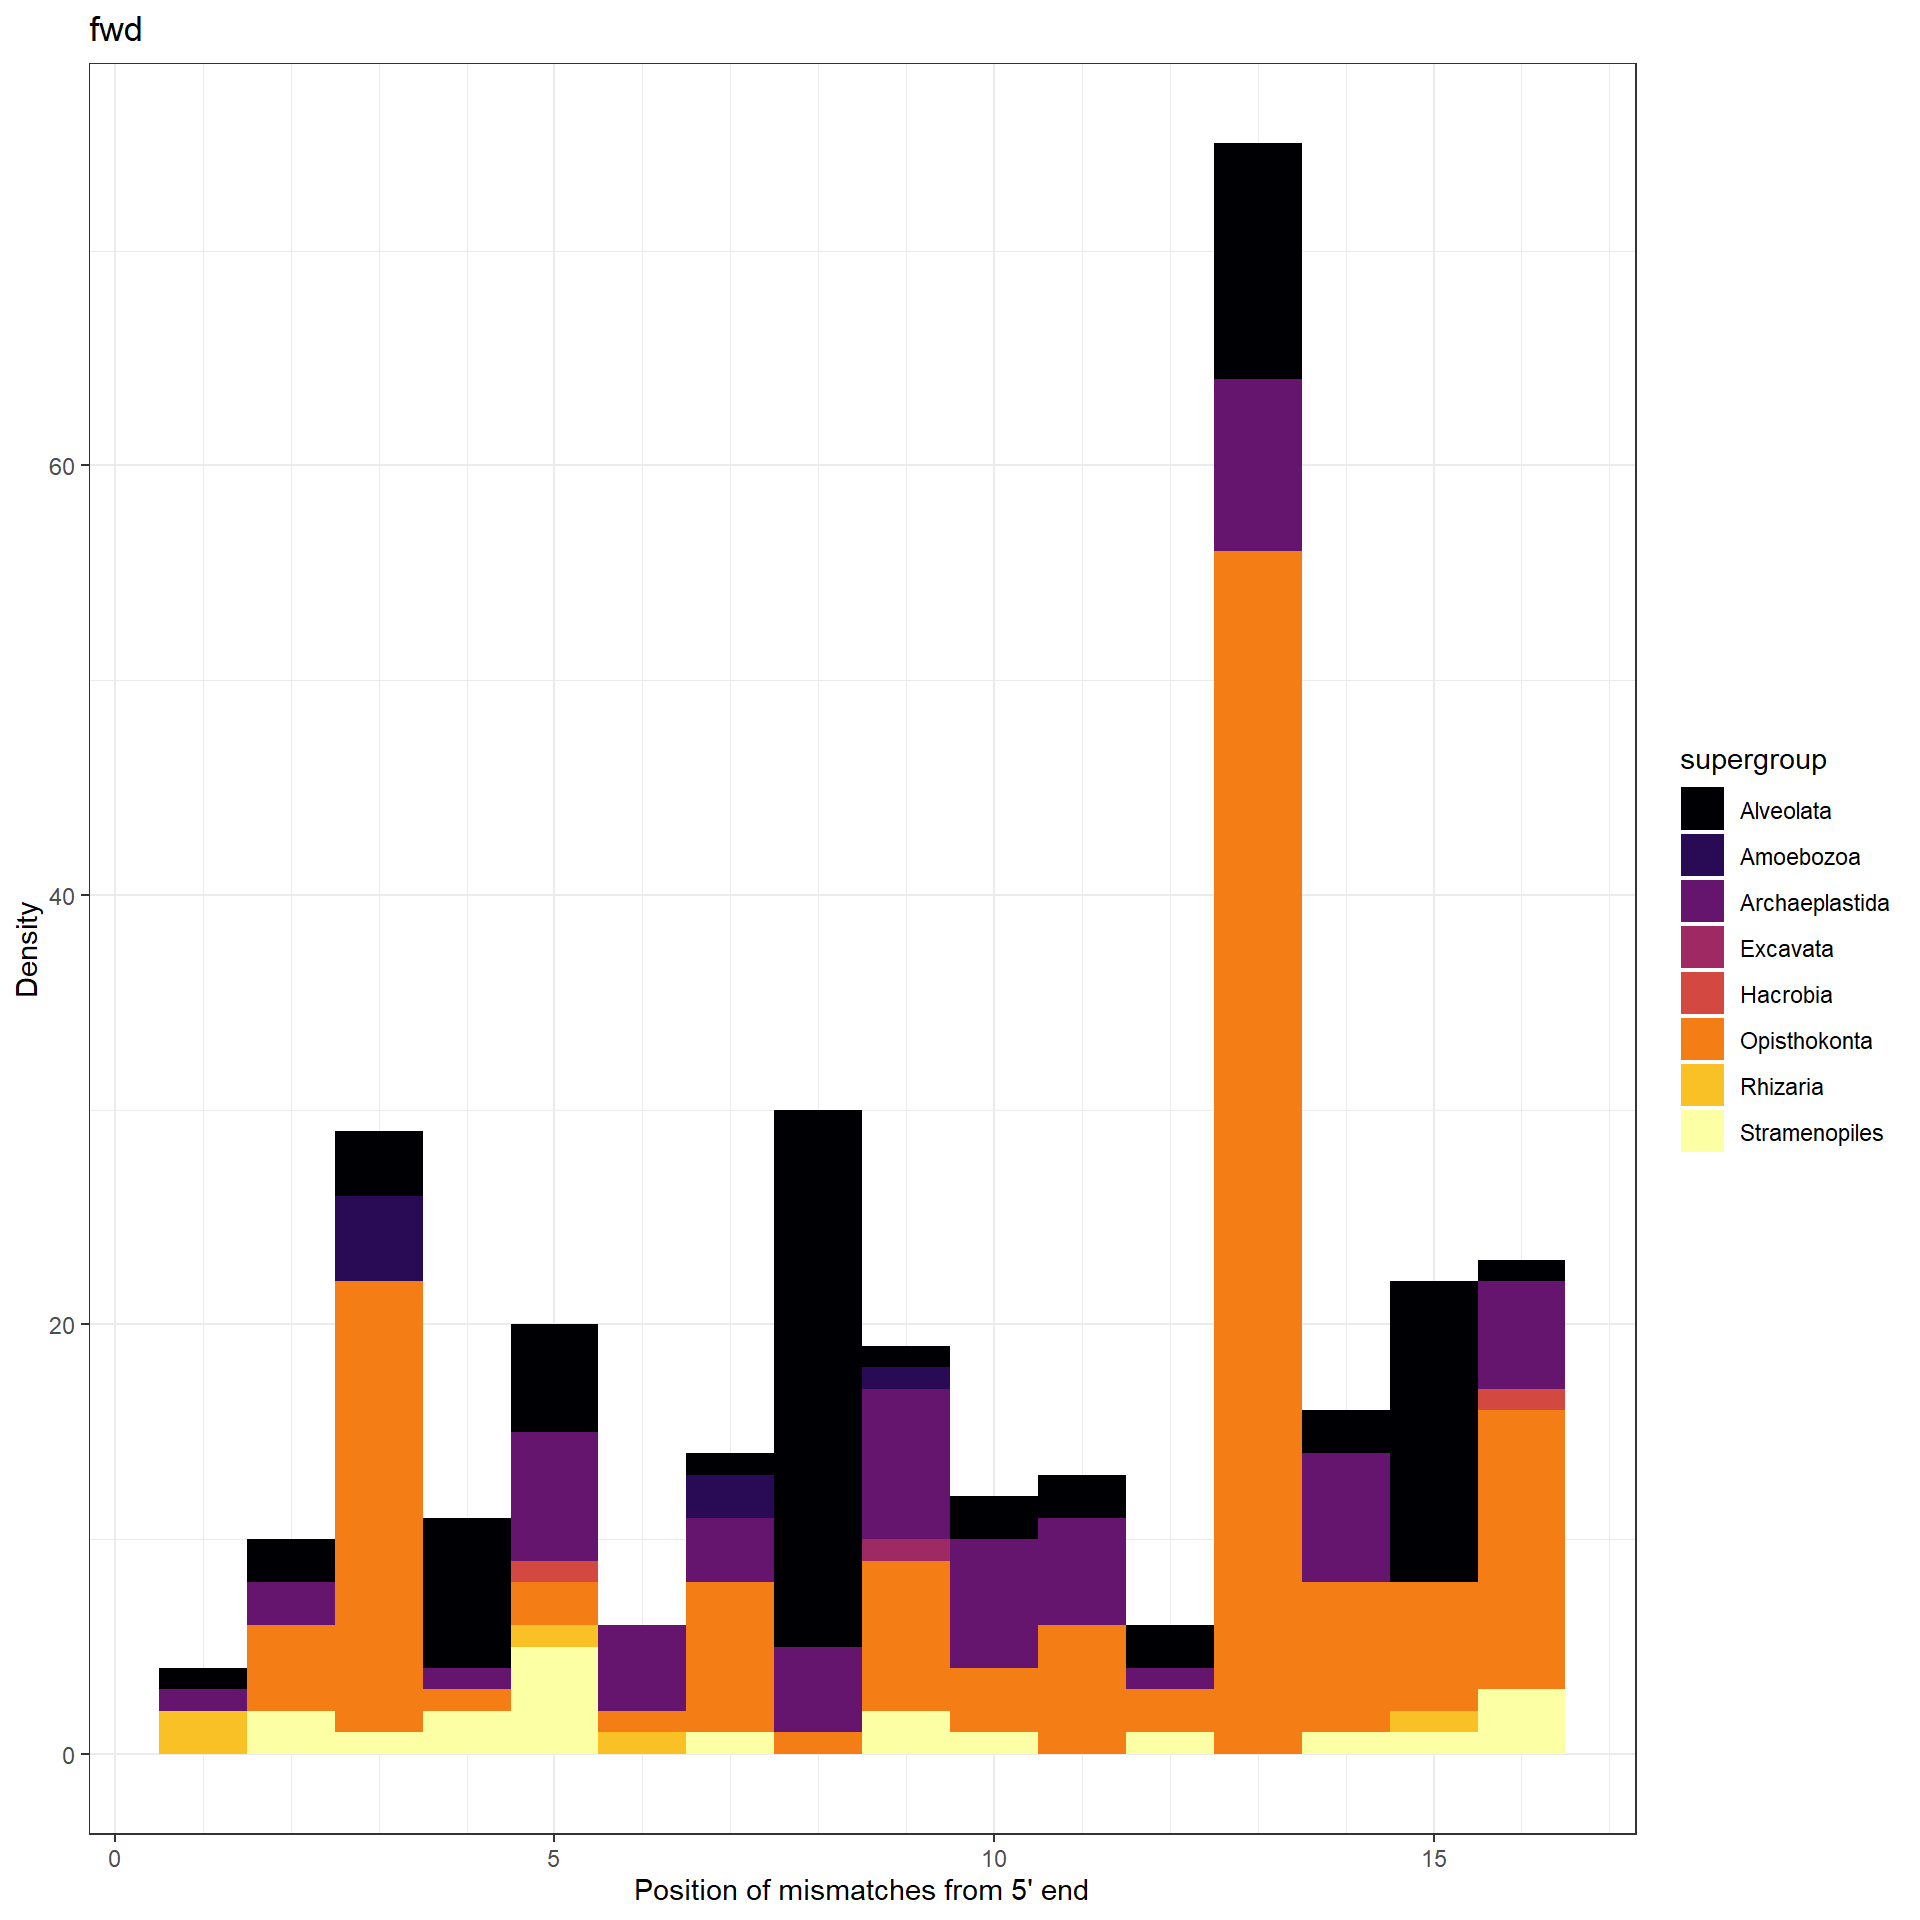 fwd
60
40
20
0
Density
0
5
10
15
Position of mismatches from 5' end
supergroup
Alveolata
Amoebozoa
Archaeplastida
Excavata
Hacrobia
Opisthokonta
Rhizaria
Stramenopiles